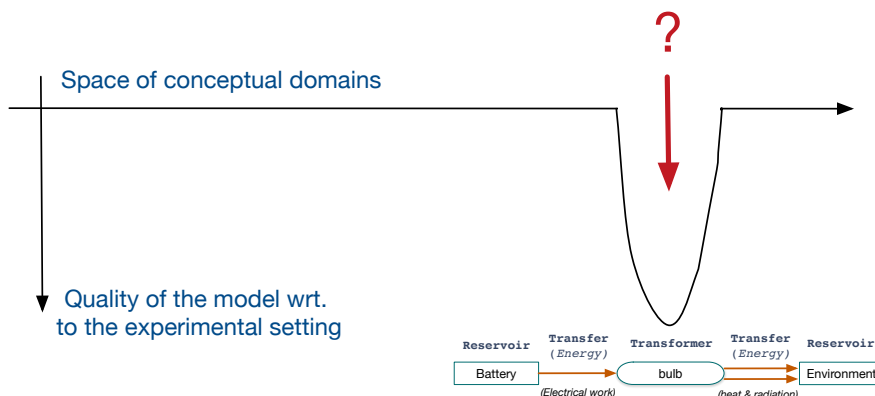 ?
Space of conceptual domains
Quality of the model wrt.
to the experimental setting
Reservoir Transfer Transformer Transfer Reservoir
(Energy) (Energy)
Battery bulb Environment
(Electrical work) (heat & radiation)